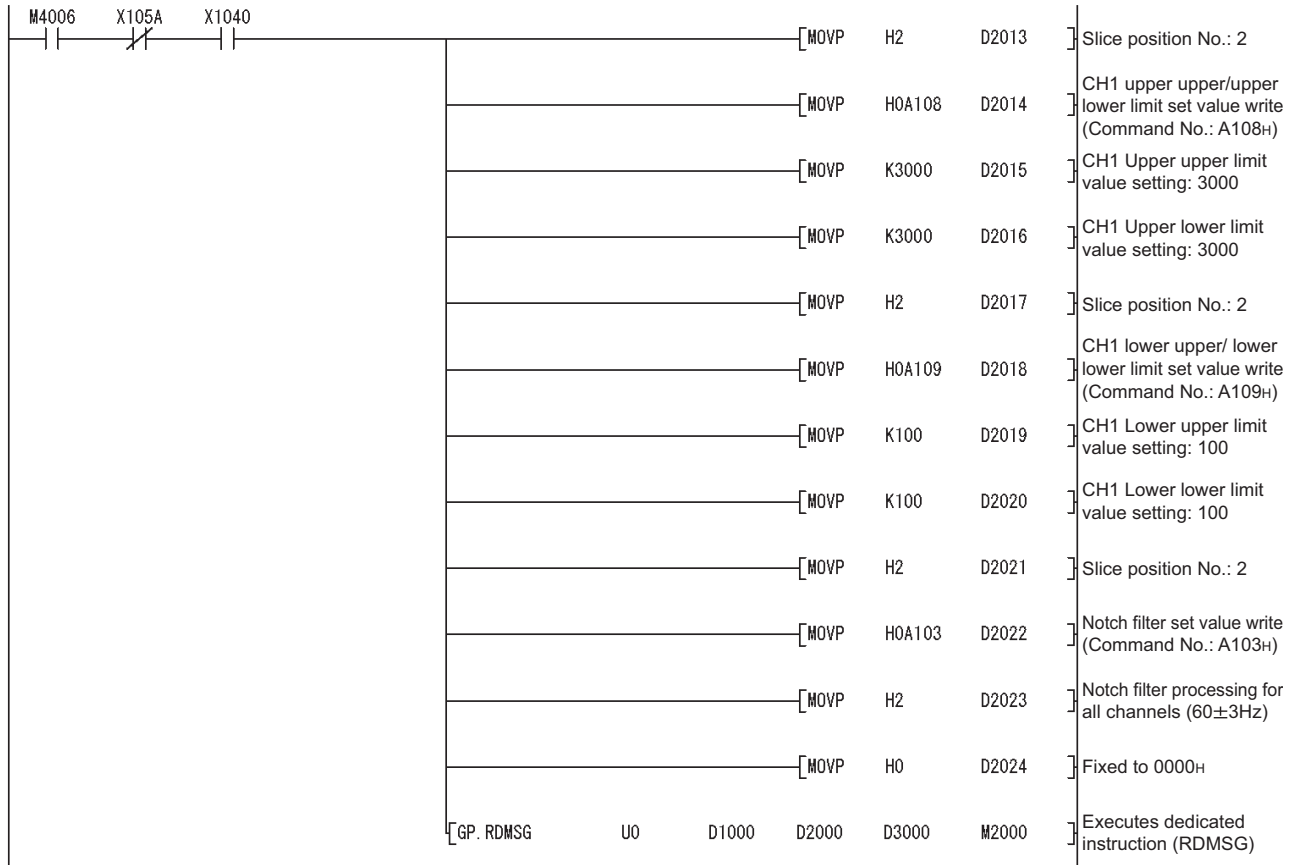 M4006 X105A X1040
MOVP H2 D2013 Slice position No.: 2
MOVP H0A108 D2014 CH1 upper upper/upper
lower limit set value write
(Command No.: A108H)
MOVP K3000 D2015 CH1 Upper upper limit
value setting: 3000
MOVP K3000 D2016 CH1 Upper lower limit
value setting: 3000
MOVP H2 D2017 Slice position No.: 2
MOVP H0A109 D2018 CH1 lower upper/ lower
lower limit set value write
(Command No.: A109H)
MOVP K100 D2019 CH1 Lower upper limit
value setting: 100
MOVP K100 D2020 CH1 Lower lower limit
value setting: 100
MOVP H2 D2021 Slice position No.: 2
MOVP H0A103 D2022 Notch filter set value write
(Command No.: A103H)
MOVP H2 D2023 Notch filter processing for
all channels (60±3Hz)
MOVP H0 D2024 Fixed to 0000H
GP.RDMSG U0 D1000 D2000 D3000 M2000 Executes dedicated
instruction (RDMSG)